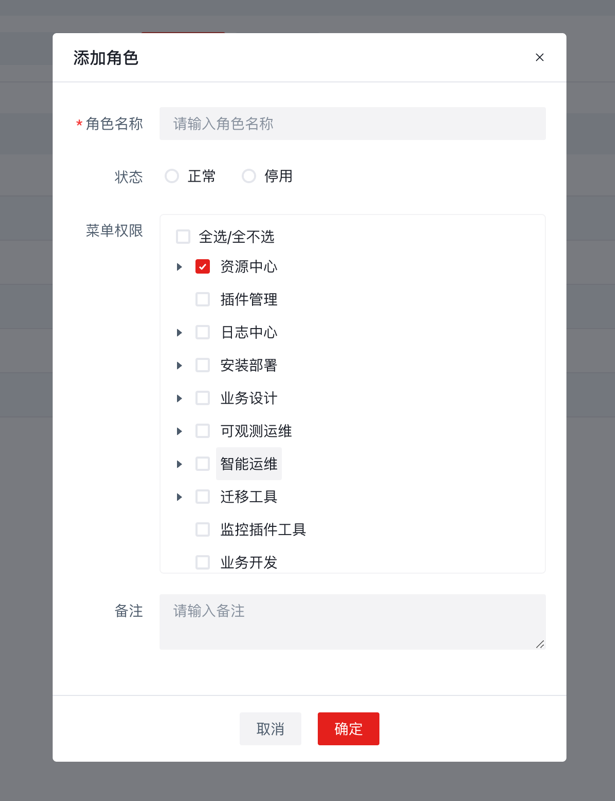 添加角色
* 角色名称
请输入角色名称
状态
正常
停用
菜单权限
全选/全不选
资源中心
插件管理
日志中心
安装部署
业务设计
可观测运维
智能运维
迁移工具
监控插件工具
业务开发
备注
请输入备注
取消
确定